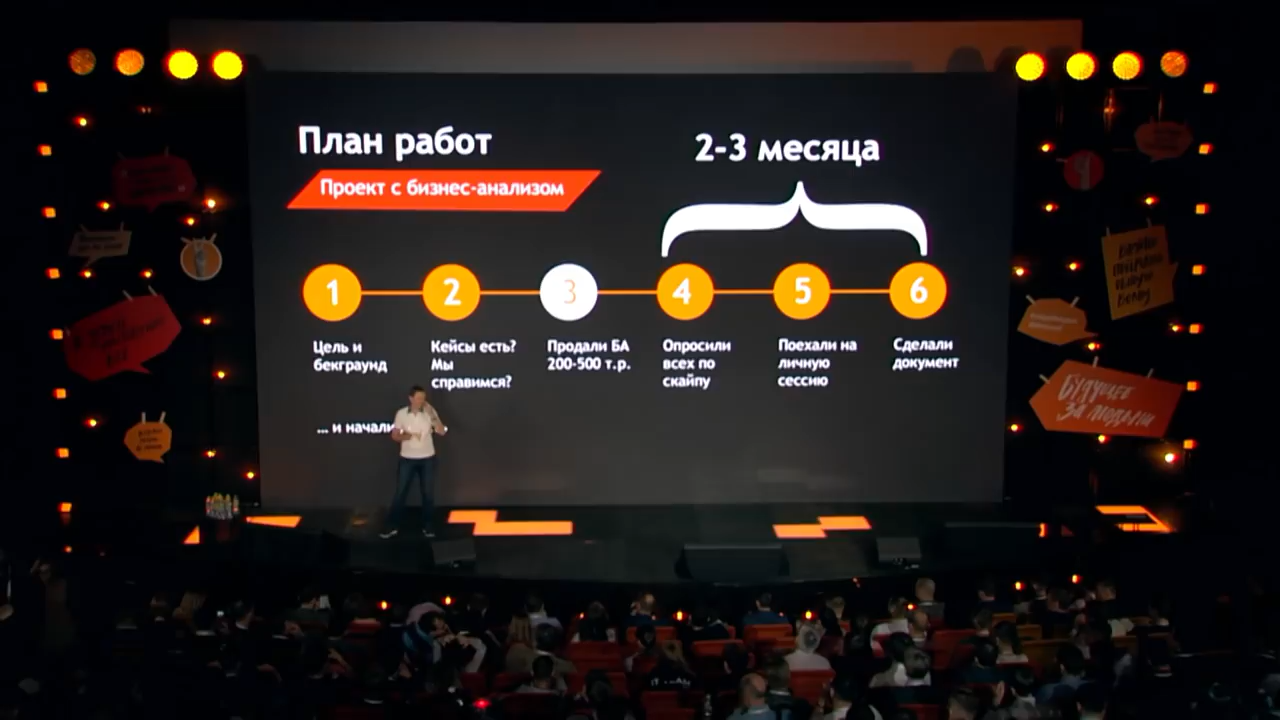 План работ
Проект с бизнес-анализом
2-3 месяца
1
2
3
4
5
6
Цель и
бекграунд
Кейсы есть?
Мы
справимся?
Продали БА
200-500 т.р.
Опросили
всех по
скайпу
Поехали на
личную
сессию
Сделали
документ
... и начали
БУДУЩЕЕ
ЗА ЛЮДЬМИ